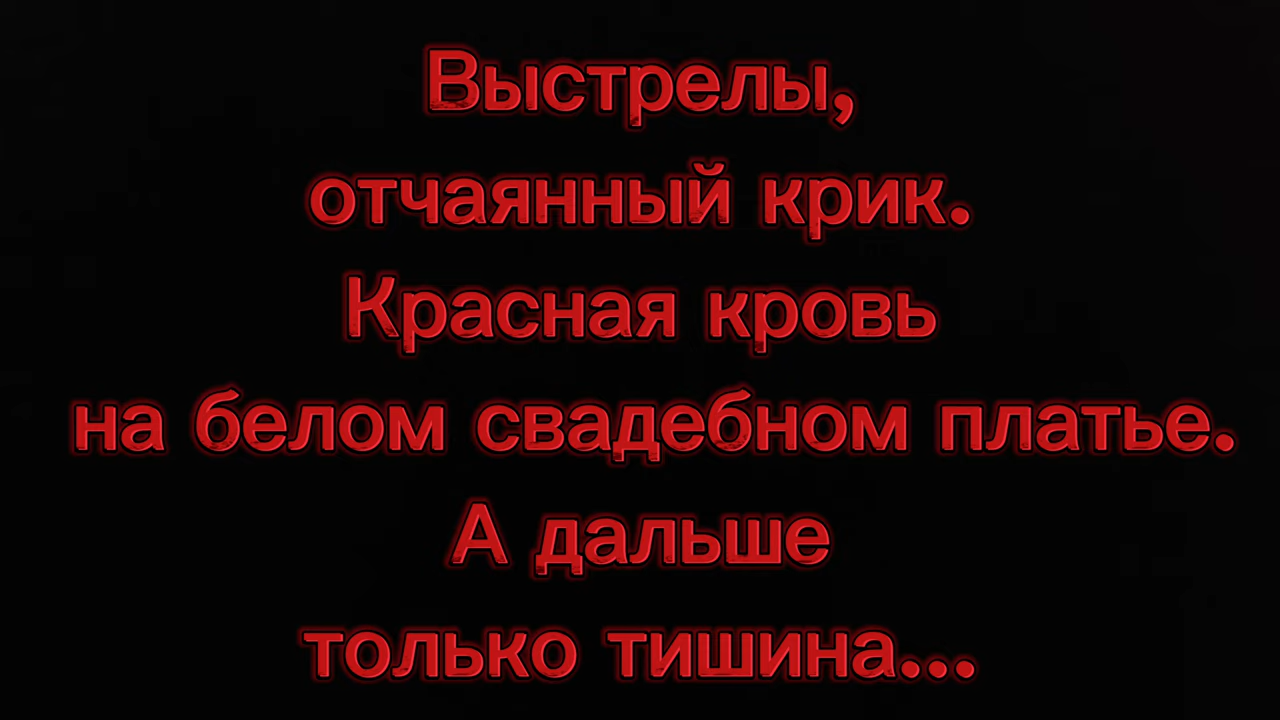 Выстрелы,
отчаянный крик.
Красная кровь
на белом свадебном платье.
А дальше
только тишина...